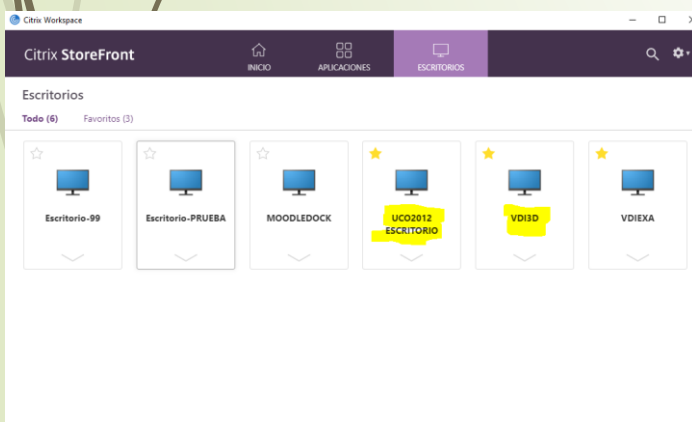 Citrix Workspace
Citrix StoreFront
INICIO
APLICACIONES
ESCRITORIOS
Escritorios
Todo (6)
Favoritos (3)
Escritorio-99
Escritorio-PRUEBA
MOODLEDOCK
UCO2012
ESCRITORIO
VDI3D
VDIEXA